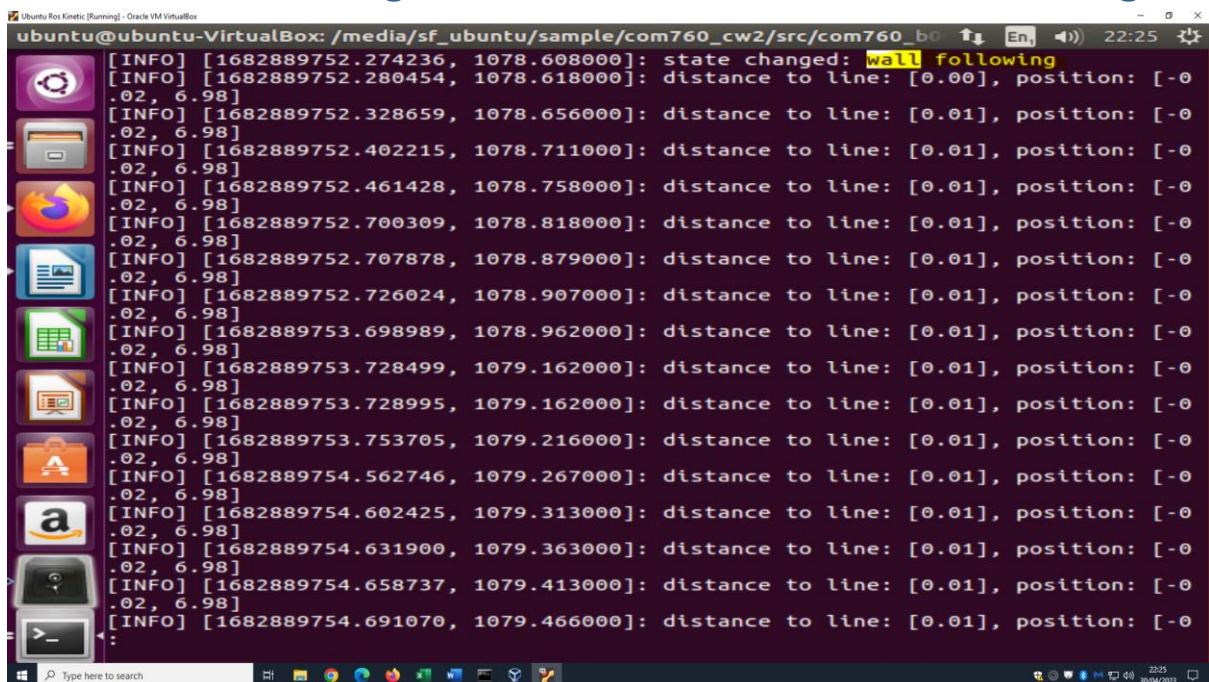 Ubuntu Ros Kinetic [Running] - Oracle VM VirtualBox
ubuntu@ubuntu-VirtualBox: /media/sf_ubuntu/sample/com760_cw2/src/com760_b0 En 22:25
[INFO] [1682889752.274236, 1078.608000]: state changed: wall following
[INFO] [1682889752.280454, 1078.618000]: distance to line: [0.00], position: [-0
.02, 6.98]
[INFO] [1682889752.328659, 1078.656000]: distance to line: [0.01], position: [-0
.02, 6.98]
[INFO] [1682889752.402215, 1078.711000]: distance to line: [0.01], position: [-0
.02, 6.98]
[INFO] [1682889752.461428, 1078.758000]: distance to line: [0.01], position: [-0
.02, 6.98]
[INFO] [1682889752.700309, 1078.818000]: distance to line: [0.01], position: [-0
.02, 6.98]
[INFO] [1682889752.707878, 1078.879000]: distance to line: [0.01], position: [-0
.02, 6.98]
[INFO] [1682889752.726024, 1078.907000]: distance to line: [0.01], position: [-0
.02, 6.98]
[INFO] [1682889753.698989, 1078.962000]: distance to line: [0.01], position: [-0
.02, 6.98]
[INFO] [1682889753.728499, 1079.162000]: distance to line: [0.01], position: [-0
.02, 6.98]
[INFO] [1682889753.728995, 1079.162000]: distance to line: [0.01], position: [-0
.02, 6.98]
[INFO] [1682889753.753705, 1079.216000]: distance to line: [0.01], position: [-0
.02, 6.98]
[INFO] [1682889754.562746, 1079.267000]: distance to line: [0.01], position: [-0
.02, 6.98]
[INFO] [1682889754.602425, 1079.313000]: distance to line: [0.01], position: [-0
.02, 6.98]
[INFO] [1682889754.631900, 1079.363000]: distance to line: [0.01], position: [-0
.02, 6.98]
[INFO] [1682889754.658737, 1079.413000]: distance to line: [0.01], position: [-0
.02, 6.98]
[INFO] [1682889754.691070, 1079.466000]: distance to line: [0.01], position: [-0
:
Type here to search
22:25
30/04/2023